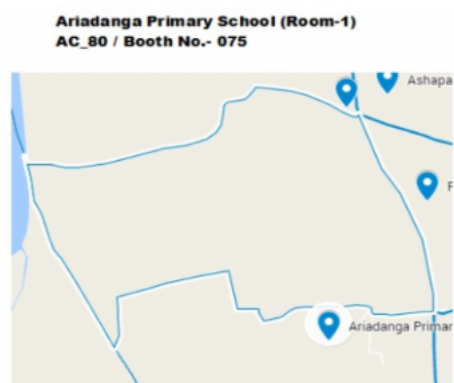 Ariadanga Primary School (Room-1)
AC_80 / Booth No.- 075
Ashapa
F
Ariadanga Primar